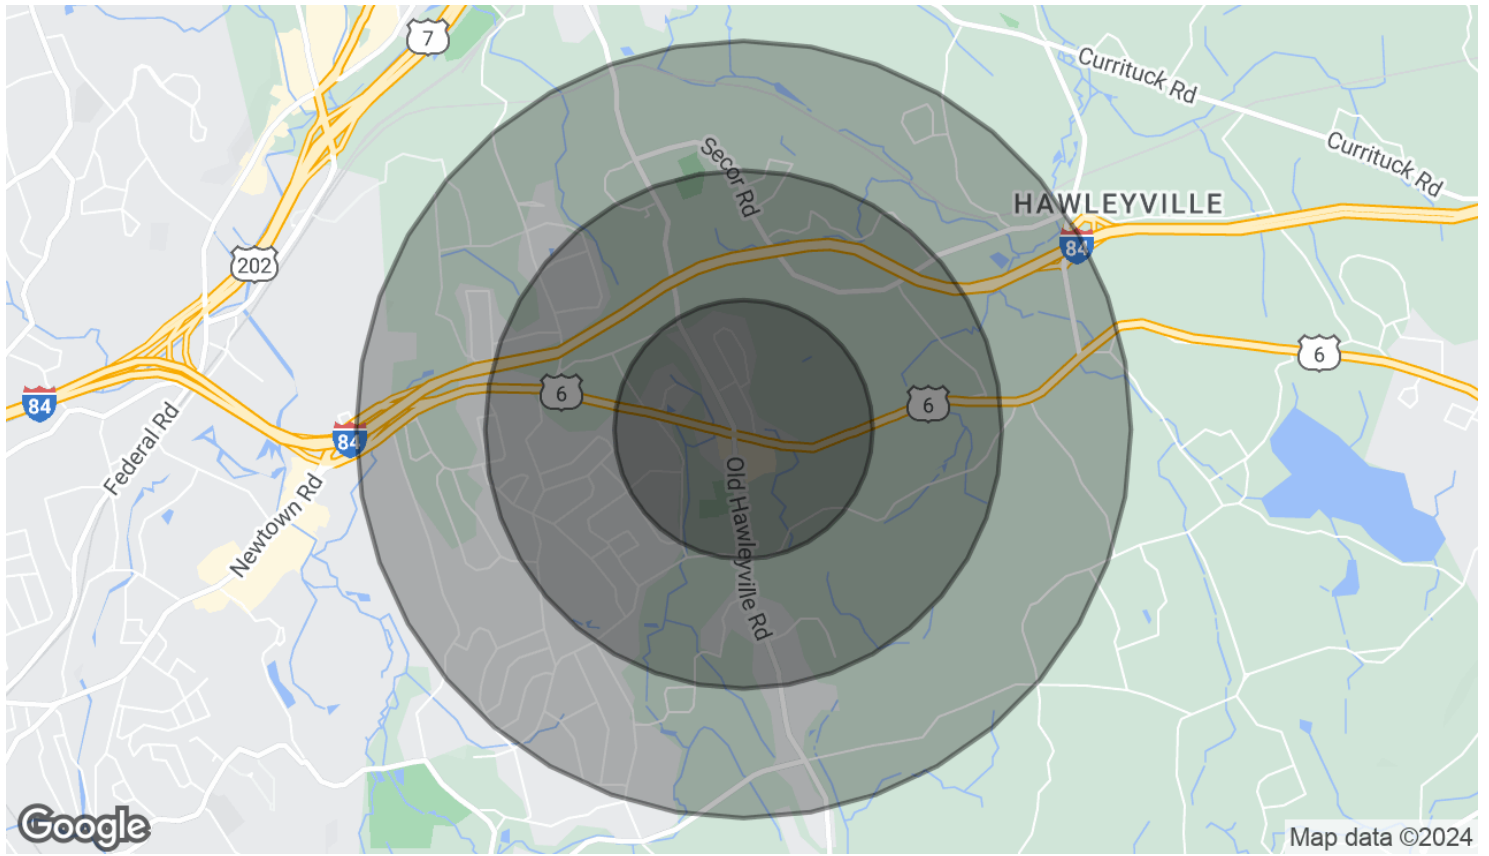 7
Currituck Rd
Currituck Rd
Secor Rd
HAWLEYVILLE
84
202
6
6
6
84
84
Federal Rd
Newtown Rd
Old Hawleyville Rd
Google
Map data ©2024